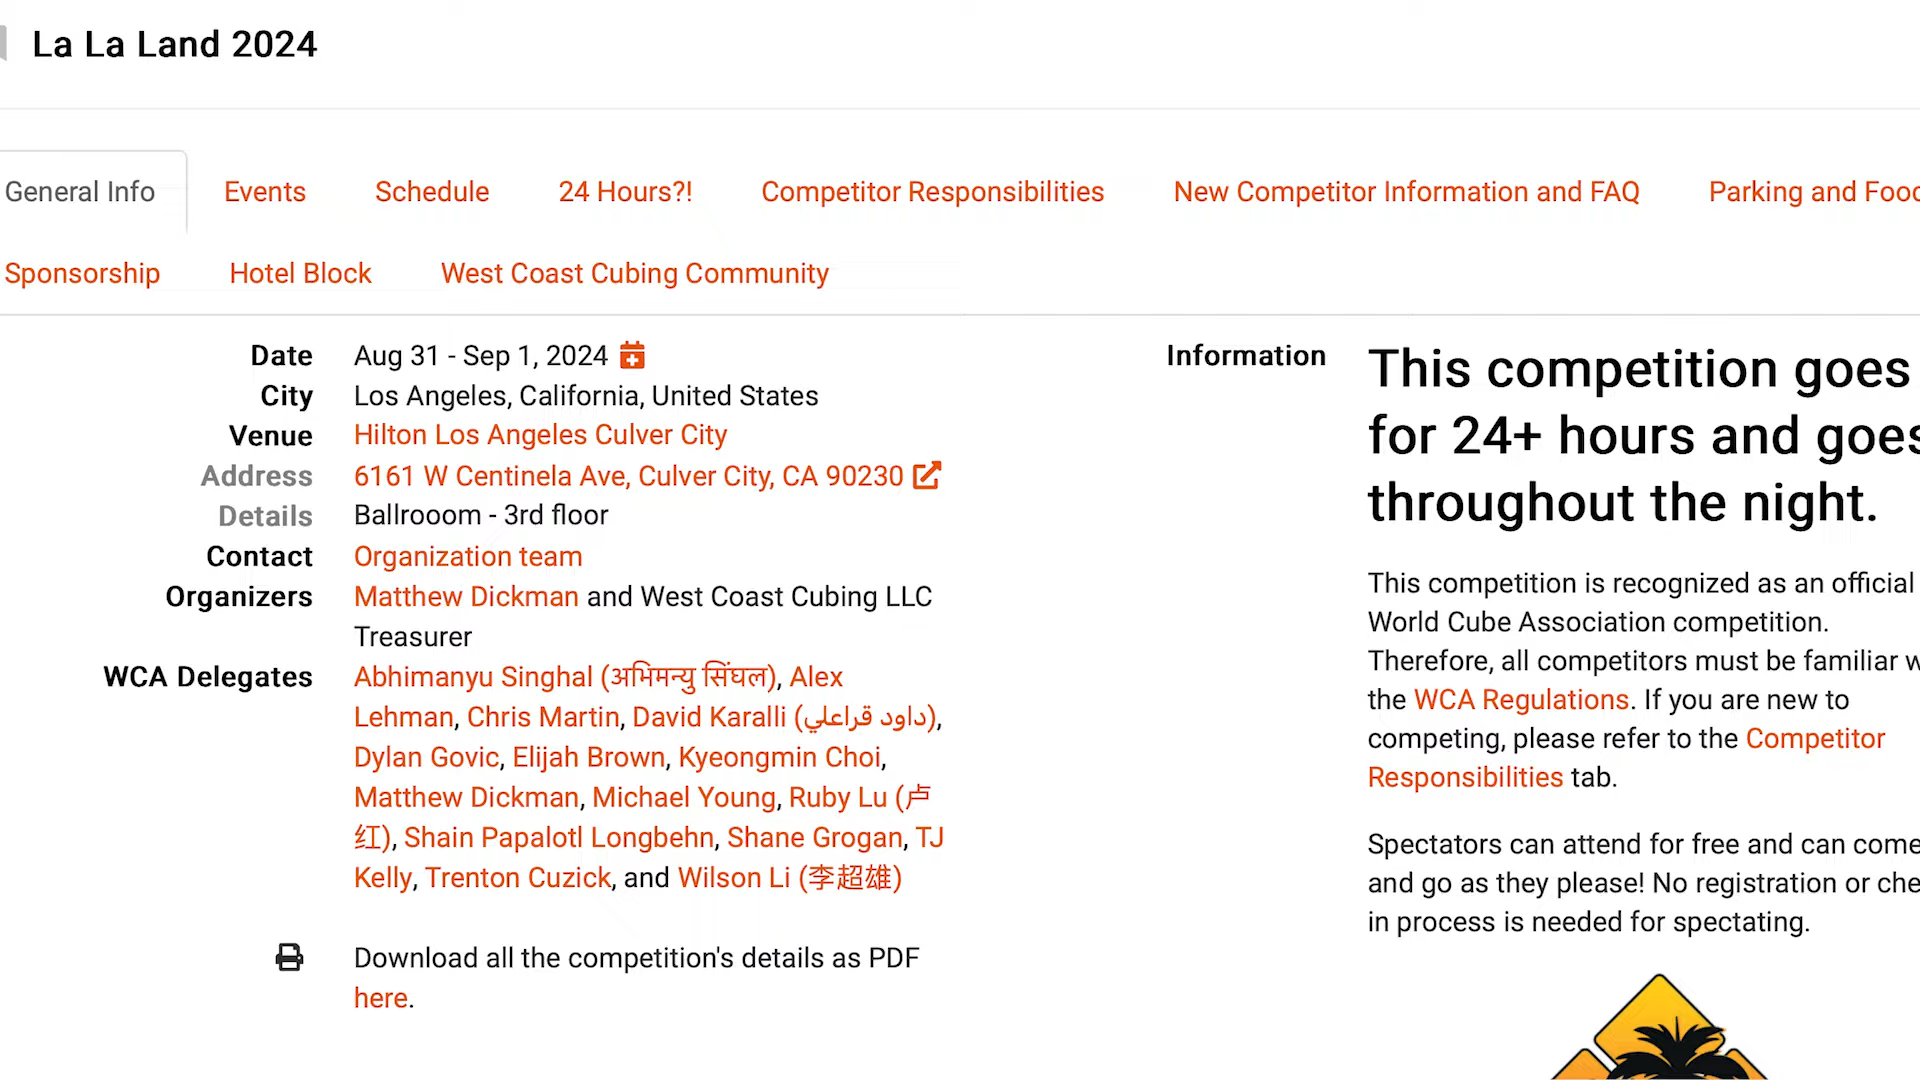 La La Land 2024
General Info Events Schedule 24 Hours?! Competitor Responsibilities New Competitor Information and FAQ Parking and Food
Sponsorship Hotel Block West Coast Cubing Community
Date Aug 31 - Sep 1, 2024
City Los Angeles, California, United States
Venue Hilton Los Angeles Culver City
Address 6161 W Centinela Ave, Culver City, CA 90230
Details Ballrooom - 3rd floor
Contact Organization team
Organizers Matthew Dickman and West Coast Cubing LLC
Treasurer
WCA Delegates Abhimanyu Singhal (अभिमन्यु सिंघल), Alex
Lehman, Chris Martin, David Karalli (داود قراعلي),
Dylan Govic, Elijah Brown, Kyeongmin Choi,
Matthew Dickman, Michael Young, Ruby Lu (卢
红), Shain Papalotl Longbehn, Shane Grogan, TJ
Kelly, Trenton Cuzick, and Wilson Li (李超雄)
Download all the competition's details as PDF
here.
Information
This competition goes
for 24+ hours and goes
throughout the night.
This competition is recognized as an official
World Cube Association competition.
Therefore, all competitors must be familiar
the WCA Regulations. If you are new to
competing, please refer to the Competitor
Responsibilities tab.
Spectators can attend for free and can come
and go as they please! No registration or
in process is needed for spectating.